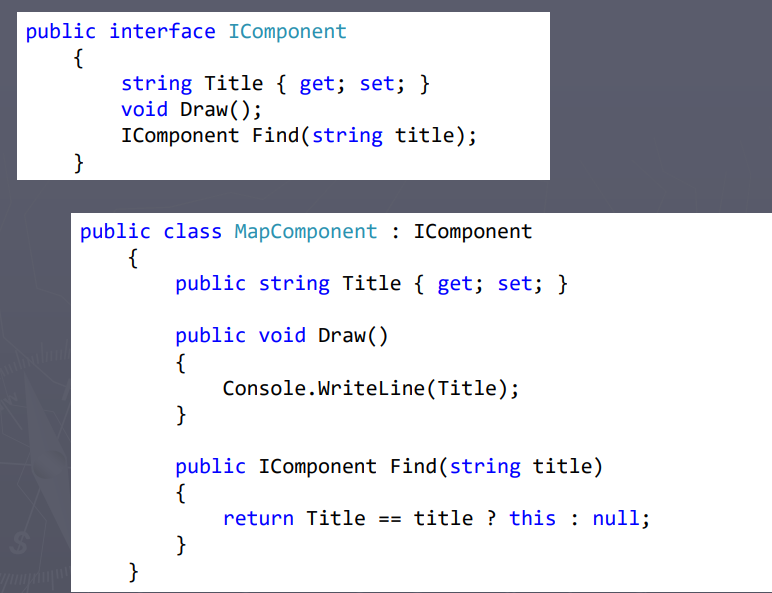 public interface IComponent
{
string Title { get; set; }
void Draw();
IComponent Find(string title);
}
public class MapComponent : IComponent
{
public string Title { get; set; }
public void Draw()
{
Console.WriteLine(Title);
}
public IComponent Find(string title)
{
return Title == title ? this : null;
}
}
S